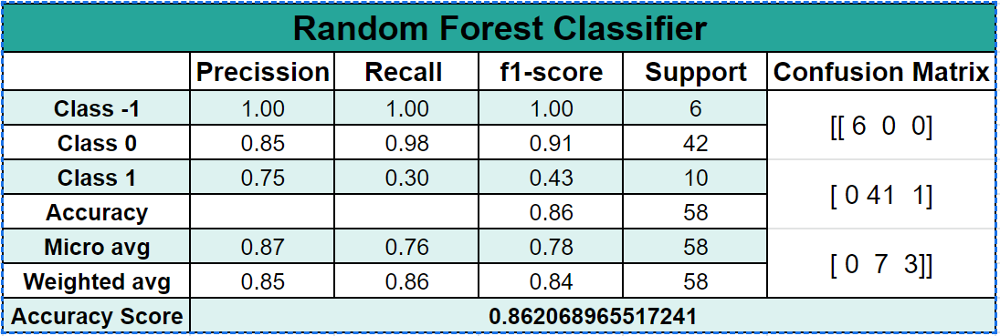 Random Forest Classifier
Precission Recall f1-score Support Confusion Matrix
Class -1 1.00 1.00 1.00 6
[[ 6 0 0]
Class 0 0.85 0.98 0.91 42
Class 1 0.75 0.30 0.43 10
[ 0 41 1]
Accuracy 0.86 58
Micro avg 0.87 0.76 0.78 58
[ 0 7 3]]
Weighted avg 0.85 0.86 0.84 58
Accuracy Score 0.862068965517241